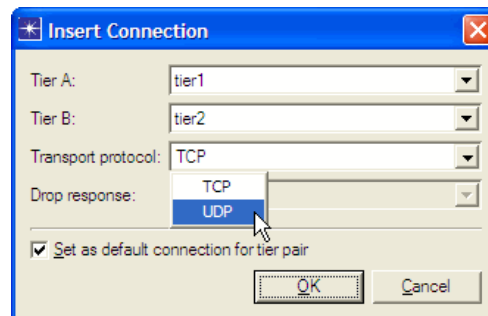 Insert Connection
Tier A: tier1
Tier B: tier2
Transport protocol: TCP
Drop response:
TCP
UDP
Set as default connection for tier pair
OK Cancel